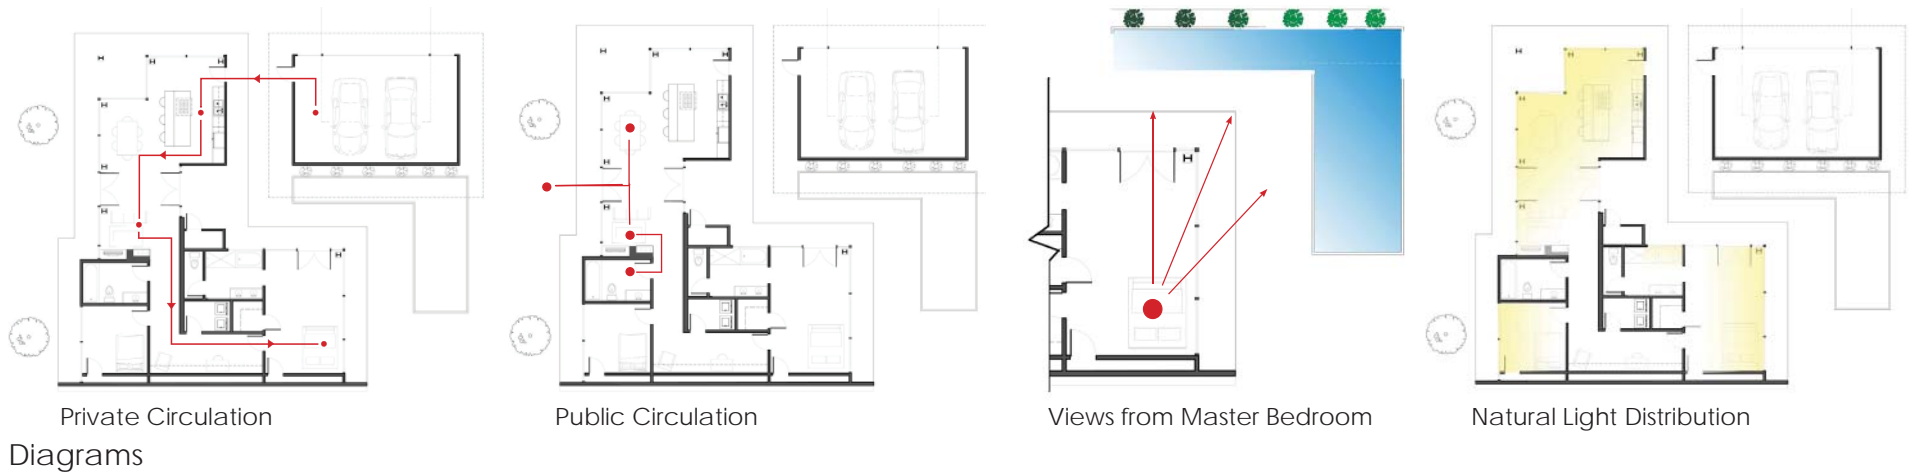 Private Circulation
Public Circulation
Views from Master Bedroom
Natural Light Distribution
Diagrams